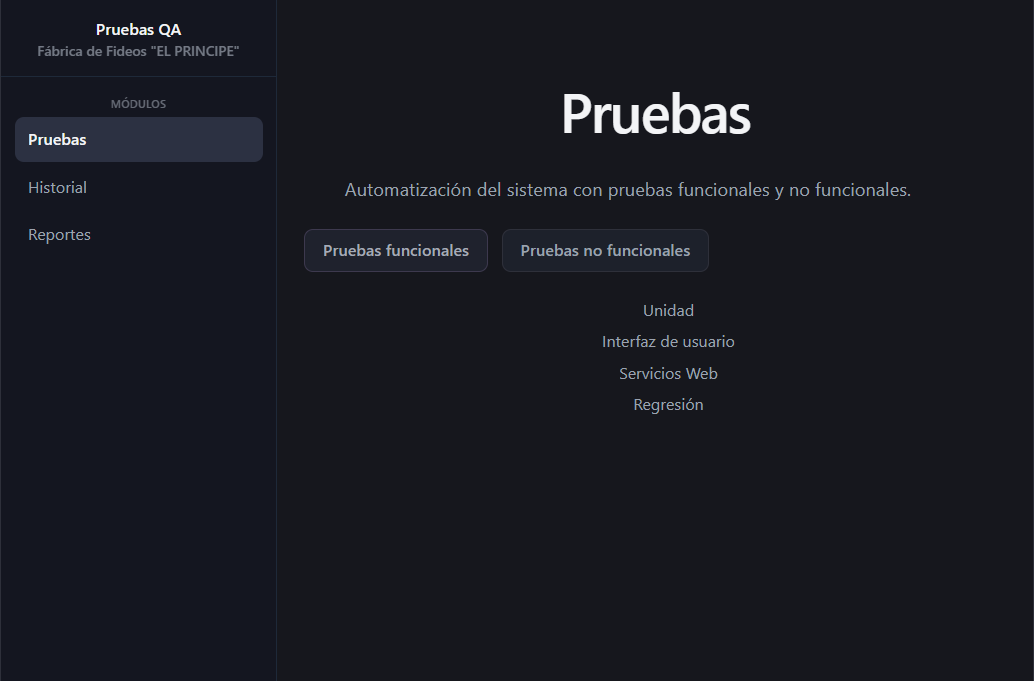 Pruebas QA
Fábrica de Fideos "EL PRINCIPE"
MÓDULOS
Pruebas
Historial
Reportes
Pruebas
Automatización del sistema con pruebas funcionales y no funcionales.
Pruebas funcionales
Pruebas no funcionales
Unidad
Interfaz de usuario
Servicios Web
Regresión